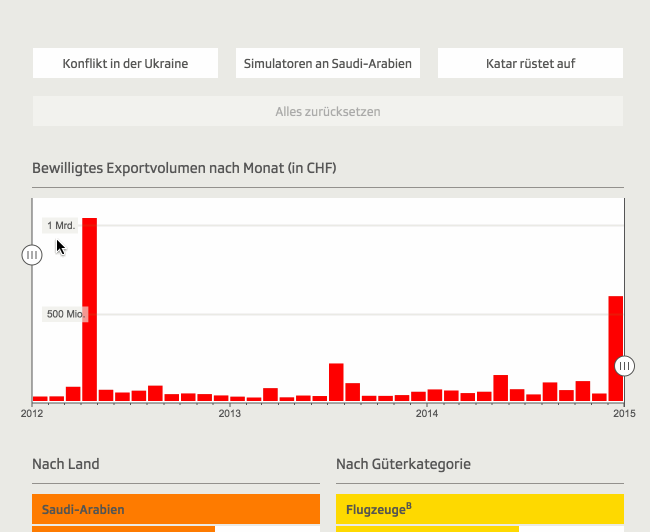 Konflikt in der Ukraine
Simulatoren an Saudi-Arabien
Katar rüstet auf
Alles zurücksetzen
Bewilligtes Exportvolumen nach Monat (in CHF)
1 Mrd.
500 Mio.
2012
2013
2014
2015
Nach Land
Nach Güterkategorie
Saudi-Arabien
Flugzeugeᴮ